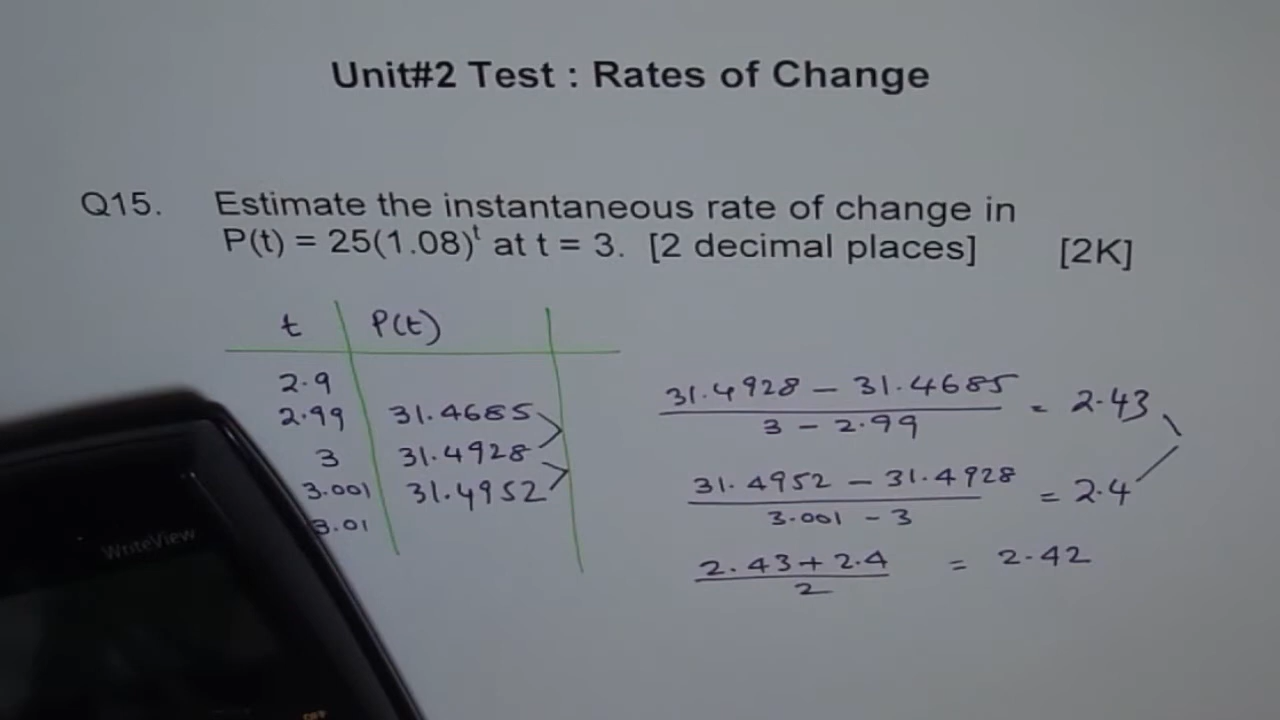 Unit#2 Test : Rates of Change
Q15. Estimate the instantaneous rate of change in
P(t) = 25(1.08)^t at t = 3. [2 decimal places] [2K]
t P(t)
2.9
2.99 31.4685
3 31.4928
3.001 31.4952
3.01
31.4928 - 31.4685
3 - 2.99
= 2.43
31.4952 - 31.4928
3.001 - 3
= 2.4
2.43 + 2.4
2
= 2.42
WriteView
OFF